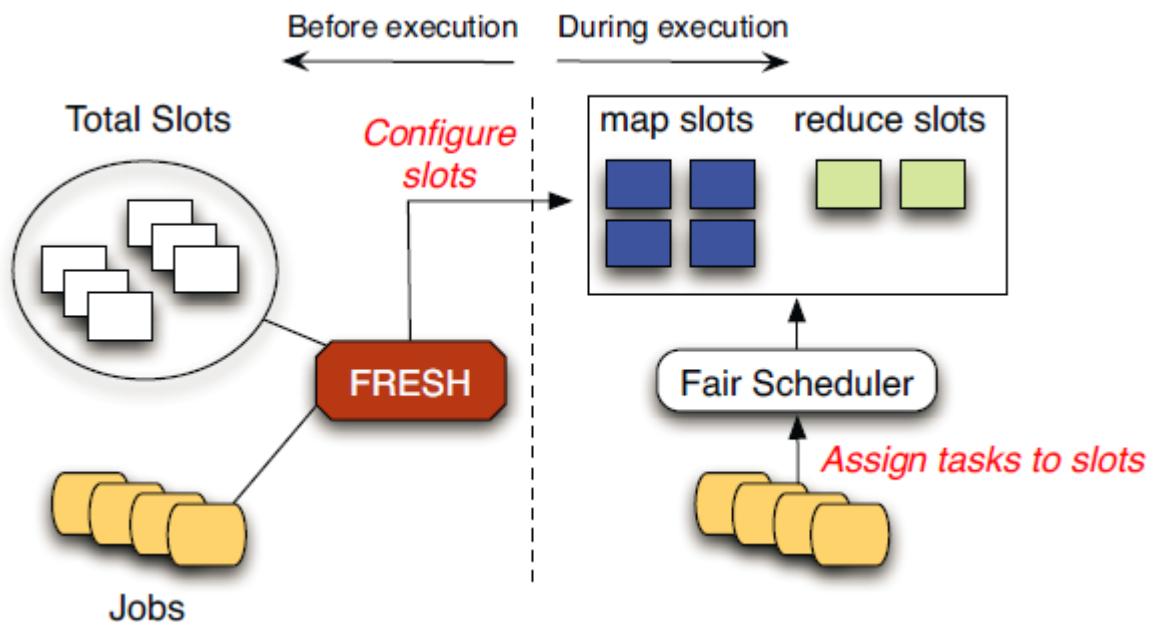 Before execution
During execution
Total Slots
Configure
slots
map slots
reduce slots
FRESH
Fair Scheduler
Assign tasks to slots
Jobs